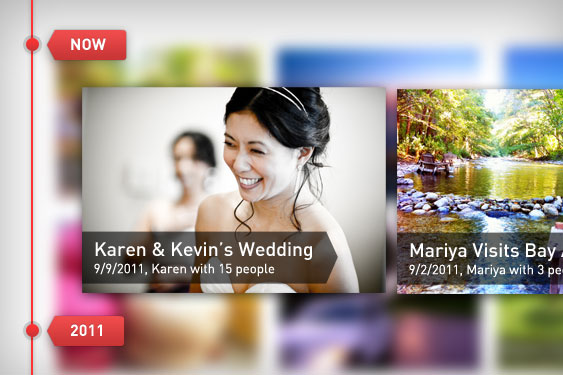 NOW
Karen & Kevin's Wedding
9/9/2011, Karen with 15 people
Mariya Visits Bay
9/2/2011, Mariya with 3
2011